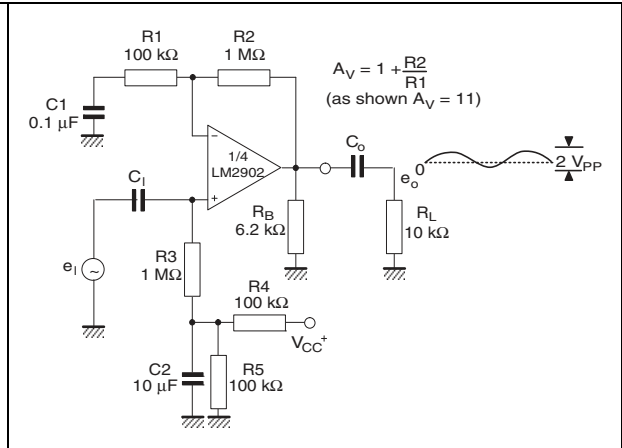 R1
100 kΩ
R2
1 MΩ
A_V = 1 + R2
R1
(as shown A_V = 11)
C1
0.1 μF
−
1/4
LM2902
+
C_I
C_o
e_o
0
2 V_PP
R_B
6.2 kΩ
R_L
10 kΩ
e_I
~
R3
1 MΩ
R4
100 kΩ
V_CC+
C2
10 μF
R5
100 kΩ